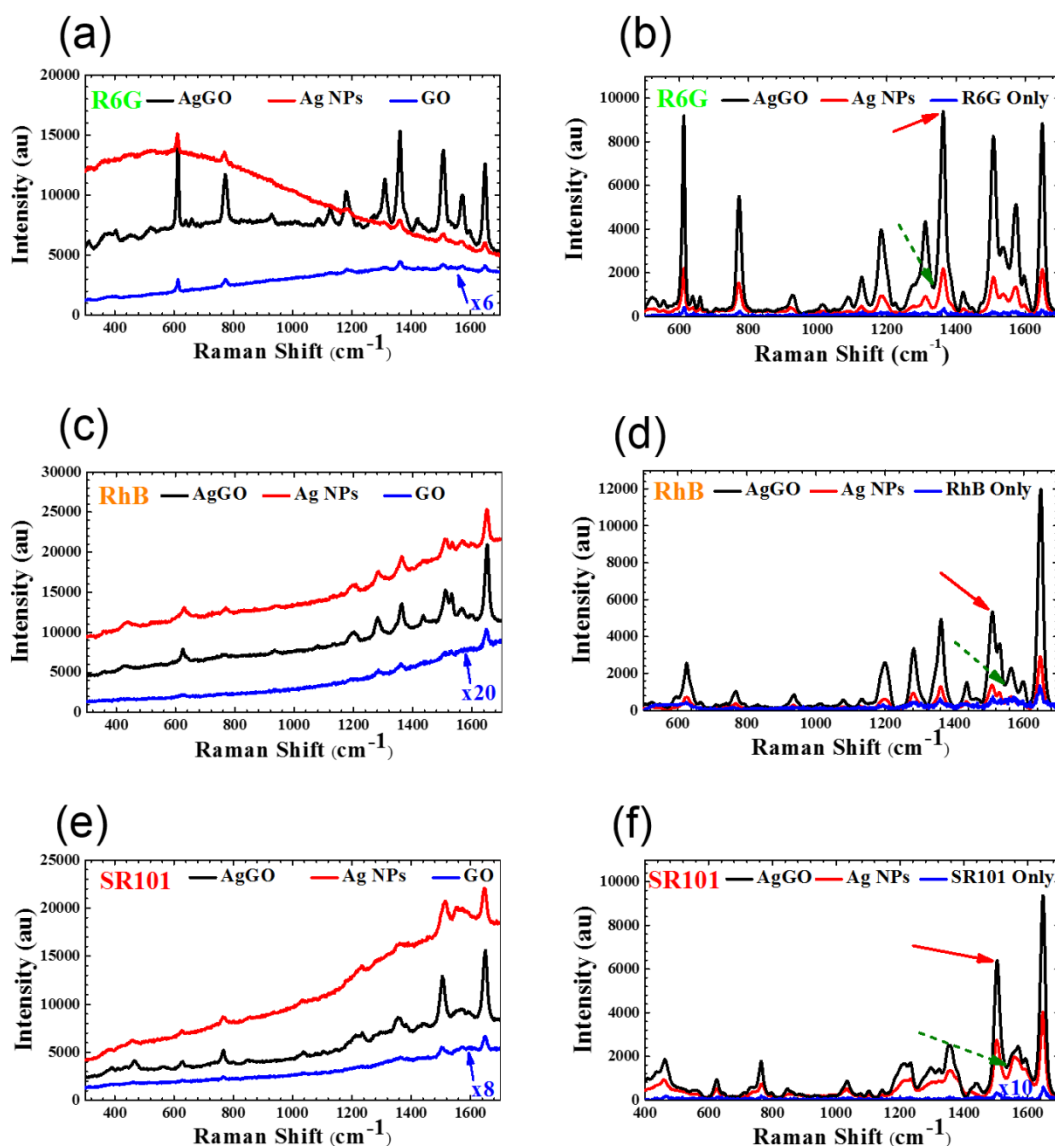 (a)
(b)
20000
15000
10000
5000
0
R6G AgGO Ag NPs GO
x6
400 600 800 1000 1200 1400 1600
Raman Shift (cm-1)
Intensity (au)
10000
8000
6000
4000
2000
0
R6G AgGO Ag NPs R6G Only
600 800 1000 1200 1400 1600
Raman Shift (cm-1)
Intensity (au)
(c)
(d)
30000
25000
20000
15000
10000
5000
0
RhB AgGO Ag NPs GO
x20
400 600 800 1000 1200 1400 1600
Raman Shift (cm-1)
Intensity (au)
12000
10000
8000
6000
4000
2000
0
RhB AgGO Ag NPs RhB Only
600 800 1000 1200 1400 1600
Raman Shift (cm-1)
Intensity (au)
(e)
(f)
25000
20000
15000
10000
5000
0
SR101 AgGO Ag NPs GO
x8
400 600 800 1000 1200 1400 1600
Raman Shift (cm-1)
Intensity (au)
10000
8000
6000
4000
2000
0
SR101 AgGO Ag NPs SR101 Only
x10
400 600 800 1000 1200 1400 1600
Raman Shift (cm-1)
Intensity (au)